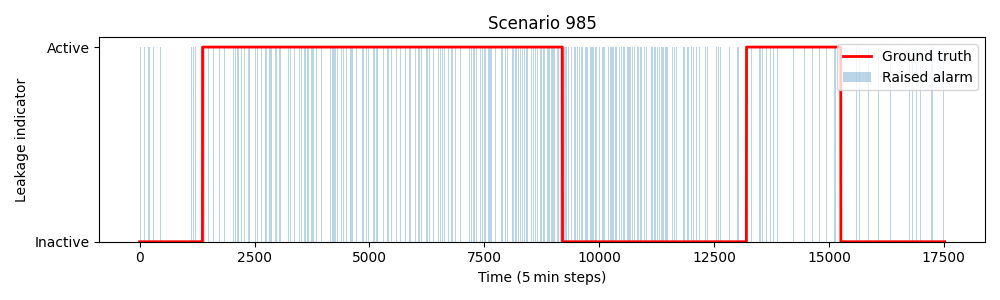 Scenario 985
Active
Inactive
Leakage indicator
Ground truth
Raised alarm
0 2500 5000 7500 10000 12500 15000 17500
Time (5 min steps)